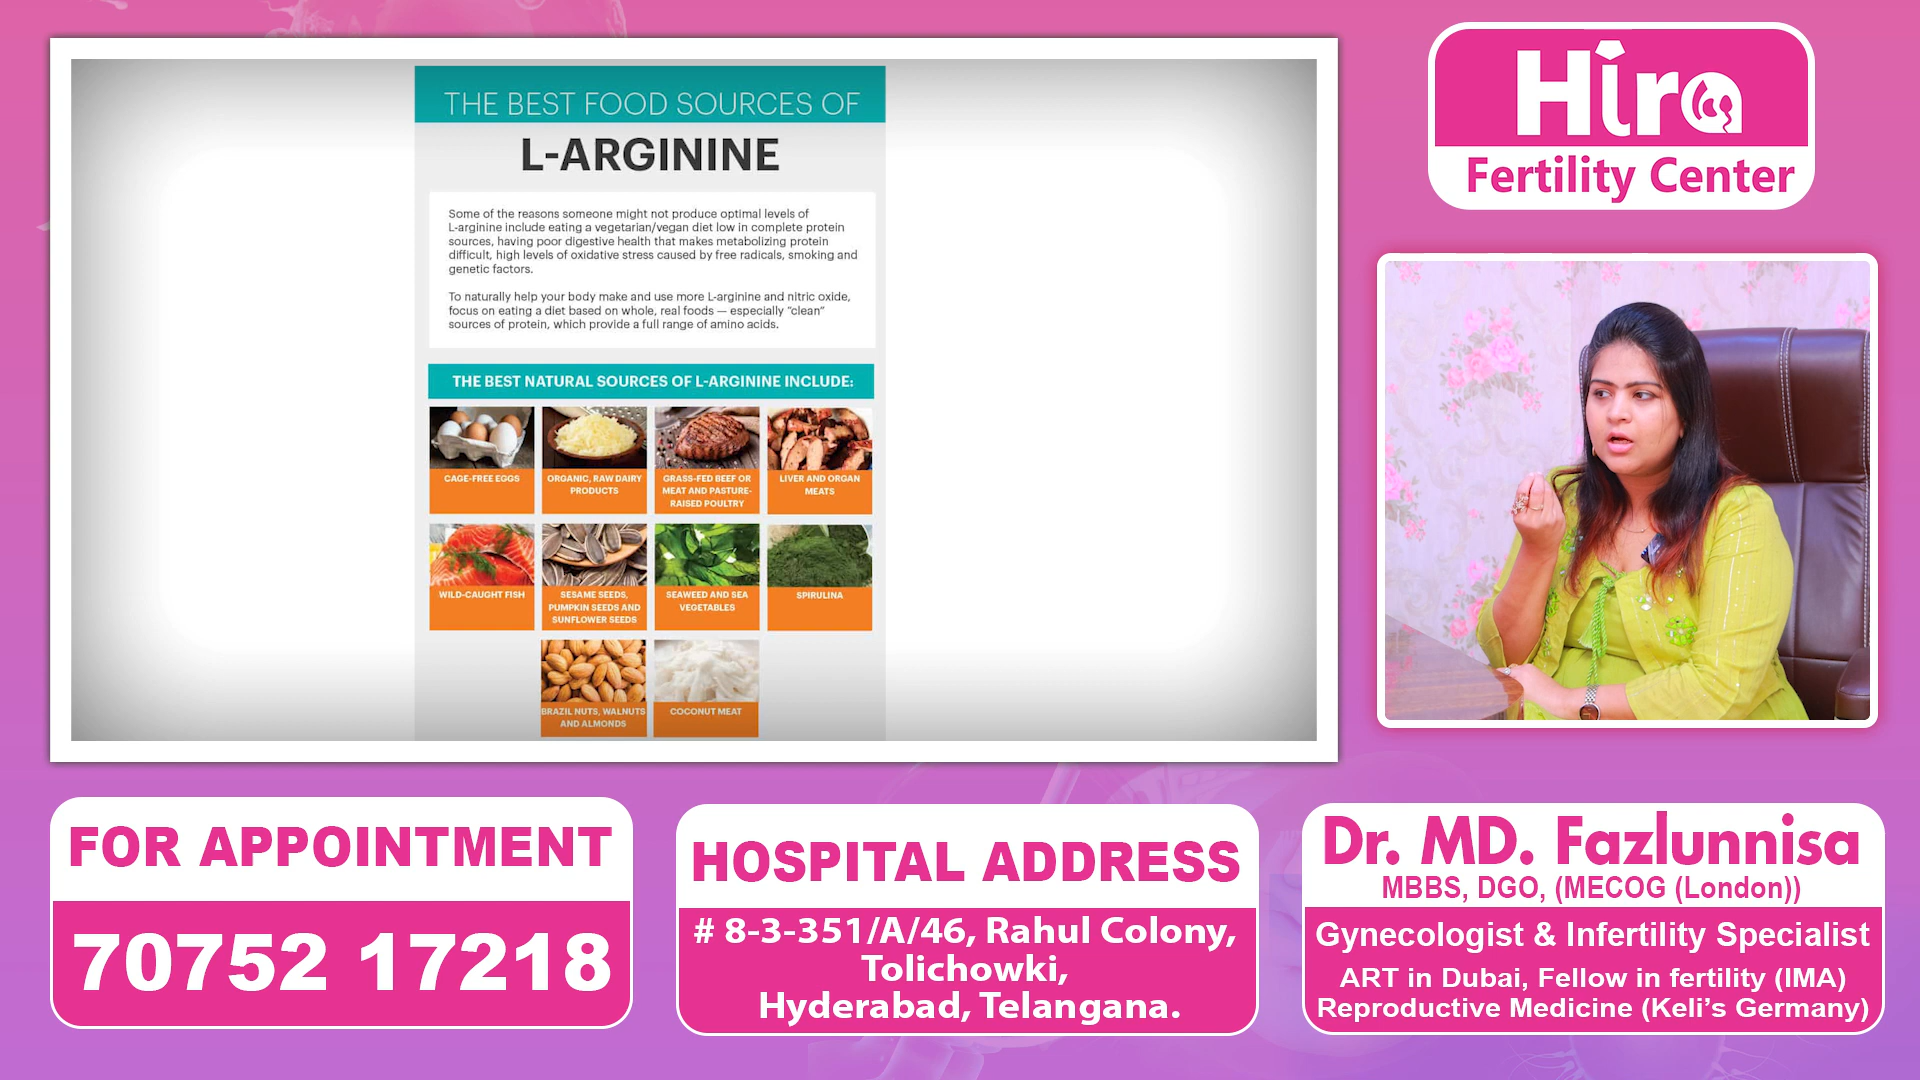 THE BEST FOOD SOURCES OF
L-ARGININE
Some of the reasons someone might not produce optimal levels of
L-arginine include eating a vegetarian/vegan diet low in complete protein
sources, having poor digestive health that makes metabolizing protein
difficult, high levels of oxidative stress caused by free radicals, smoking and
genetic factors.
To naturally help your body make and use more L-arginine and nitric oxide,
focus on eating a diet based on whole, real foods — especially "clean"
sources of protein, which provide a full range of amino acids.
THE BEST NATURAL SOURCES OF L-ARGININE INCLUDE:
CAGE-FREE EGGS
ORGANIC, RAW DAIRY
PRODUCTS
GRASS-FED BEEF OR
MEAT AND PASTURE-
RAISED POULTRY
LIVER AND ORGAN
MEATS
WILD-CAUGHT FISH
SESAME SEEDS,
PUMPKIN SEEDS AND
SUNFLOWER SEEDS
SEAWEED AND SEA
VEGETABLES
SPIRULINA
BRAZIL NUTS, WALNUTS
AND ALMONDS
COCONUT MEAT
Hira
Fertility Center
FOR APPOINTMENT
70752 17218
HOSPITAL ADDRESS
# 8-3-351/A/46, Rahul Colony,
Tolichowki,
Hyderabad, Telangana.
Dr. MD. Fazlunnisa
MBBS, DGO, (MECOG (London))
Gynecologist & Infertility Specialist
ART in Dubai, Fellow in fertility (IMA)
Reproductive Medicine (Keli's Germany)